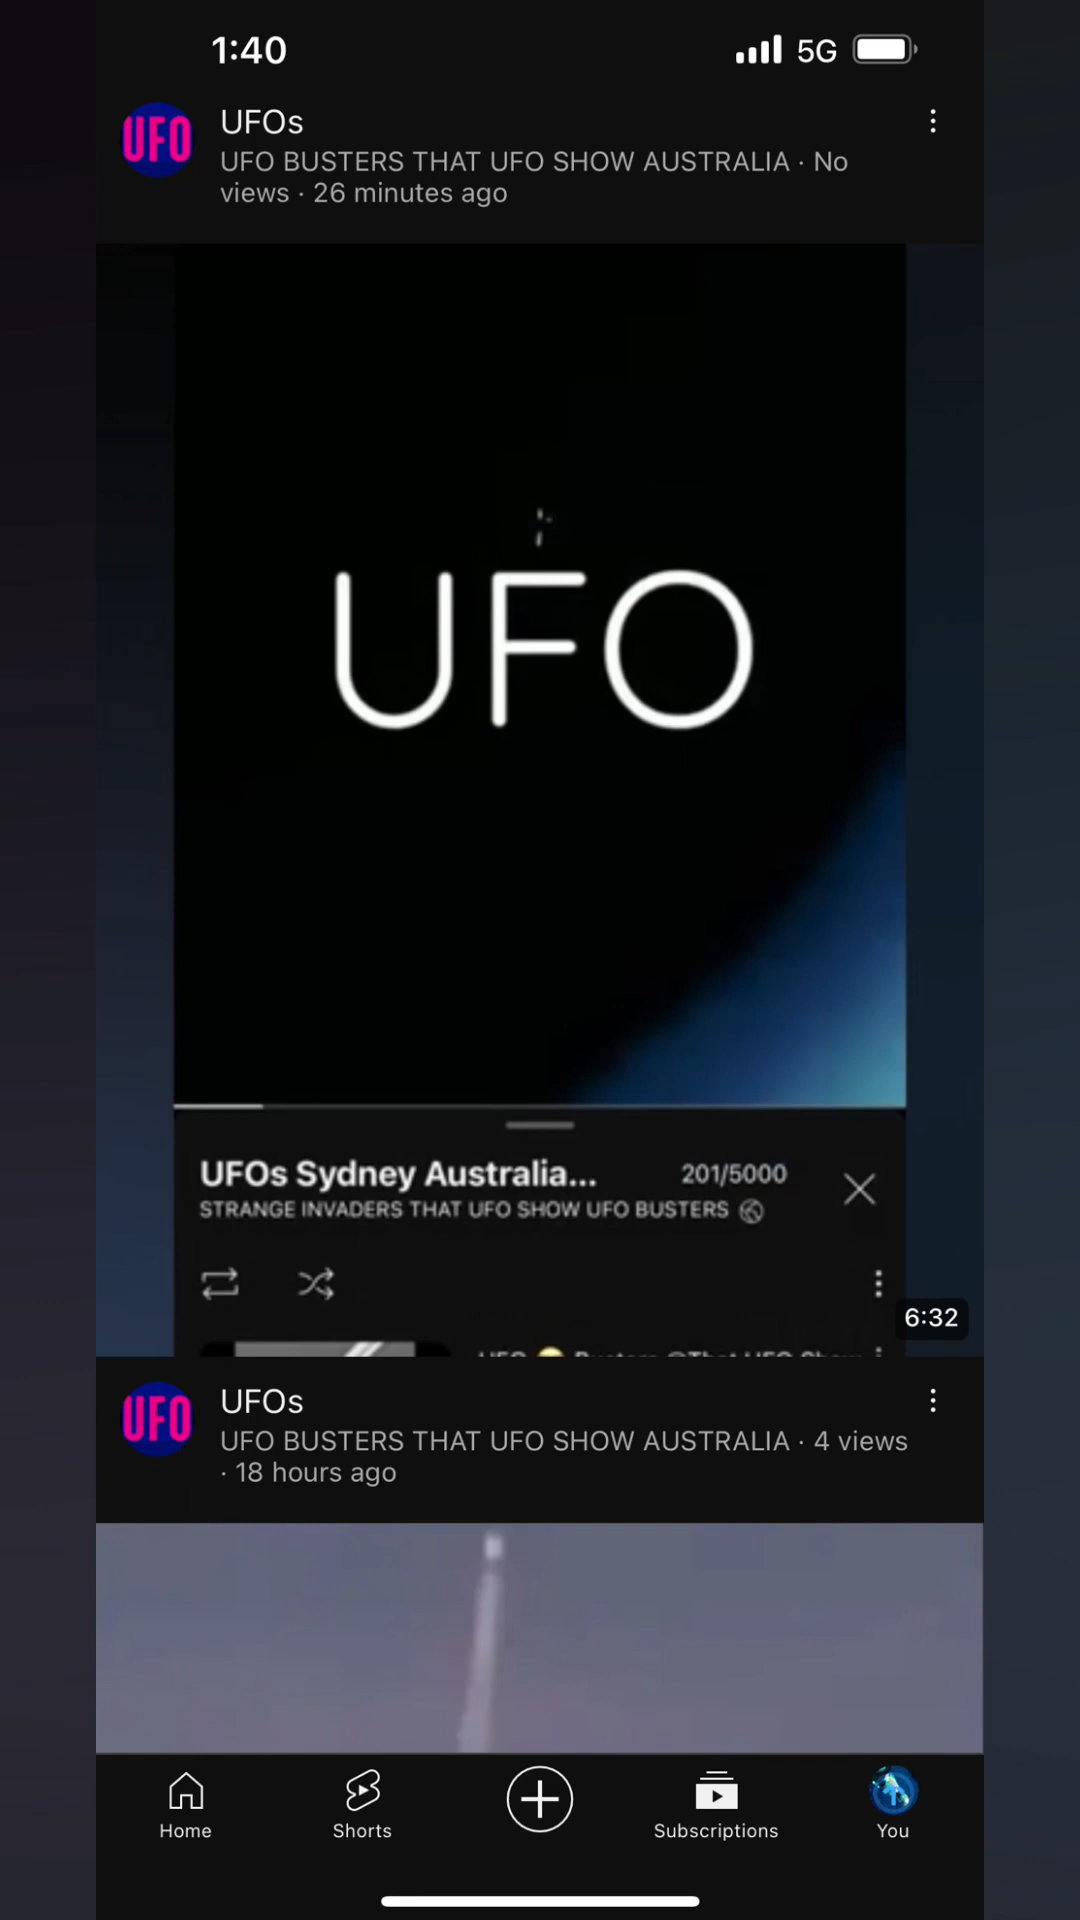 1:40
5G
UFO
UFOs
UFO BUSTERS THAT UFO SHOW AUSTRALIA · No
views · 26 minutes ago
UFO
UFOs Sydney Australia...
201/5000
STRANGE INVADERS THAT UFO SHOW UFO BUSTERS
6:32
UFO
UFOs
UFO BUSTERS THAT UFO SHOW AUSTRALIA · 4 views
· 18 hours ago
Home
Shorts
Subscriptions
You